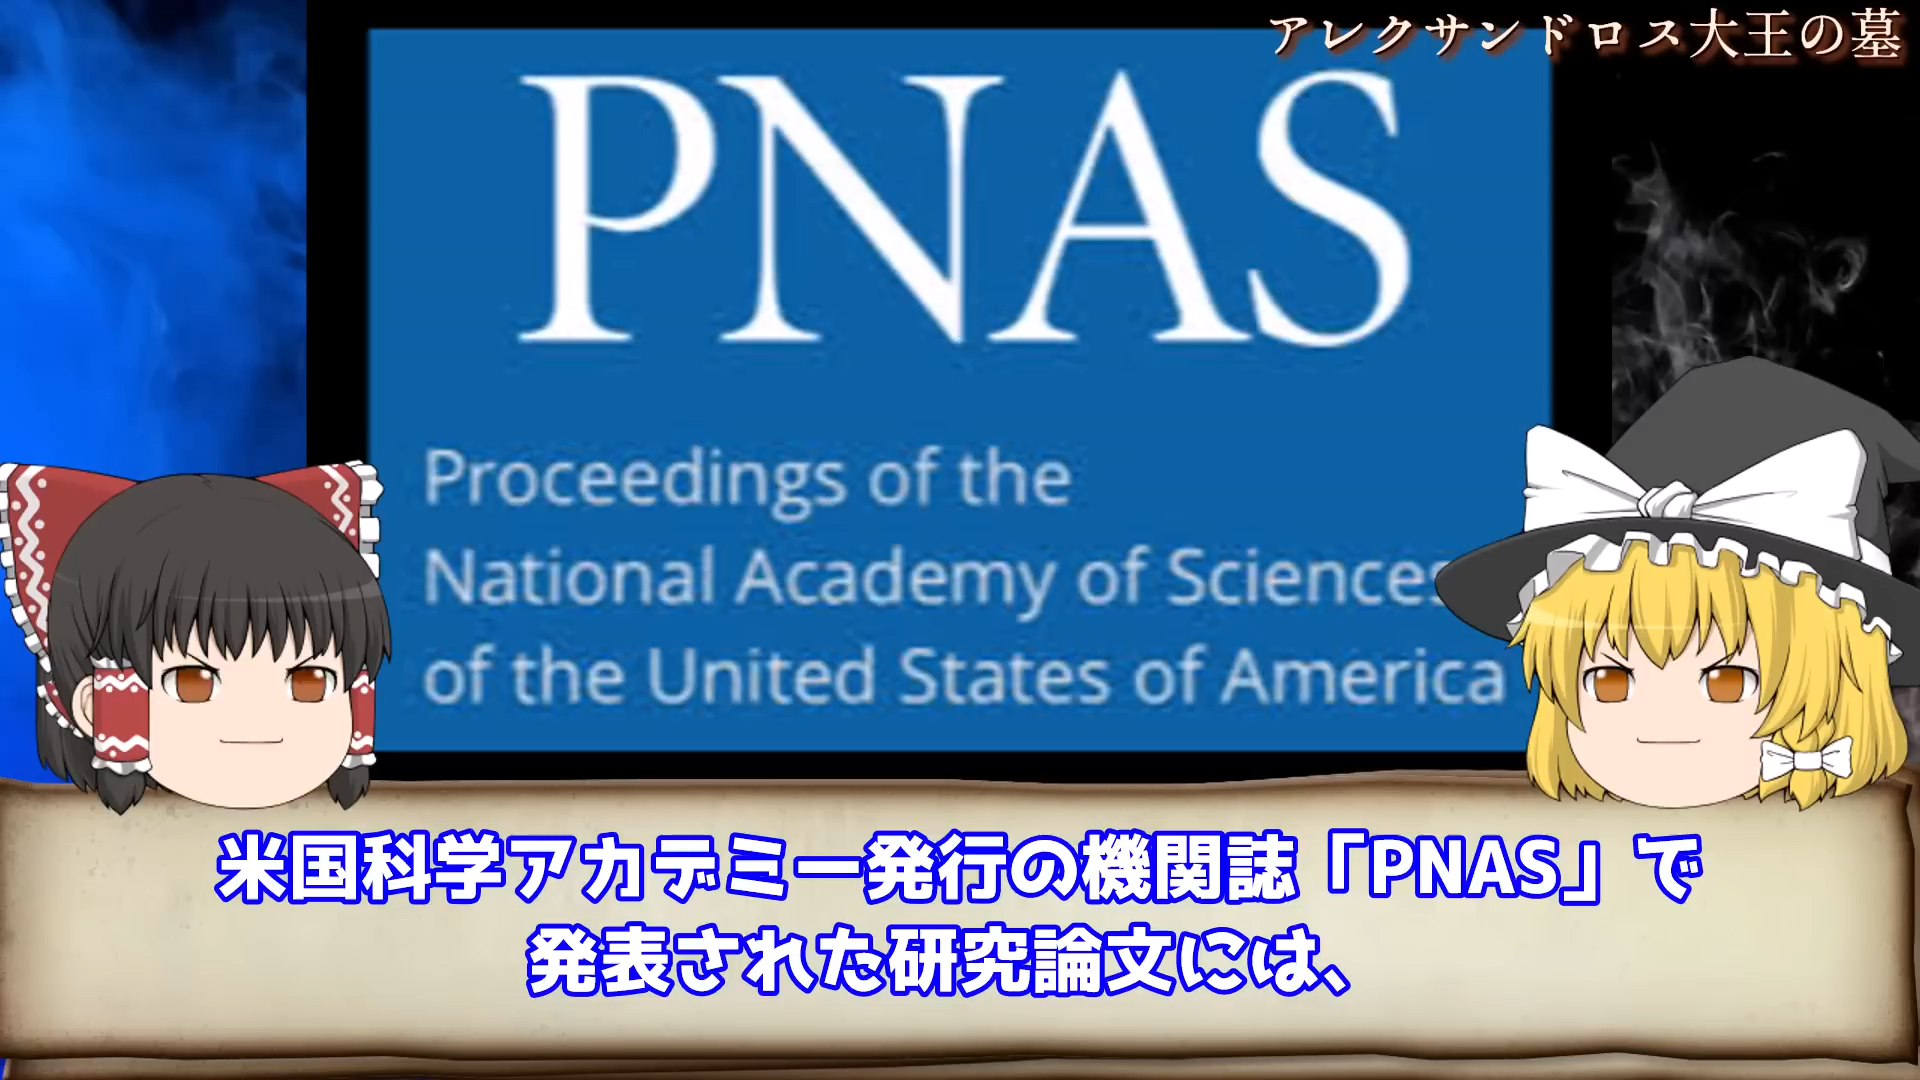 アレクサンドロス大王の墓
PNAS
Proceedings of the
National Academy of Sciences
of the United States of America
米国科学アカデミー発行の機関誌「PNAS」で
発表された研究論文には、